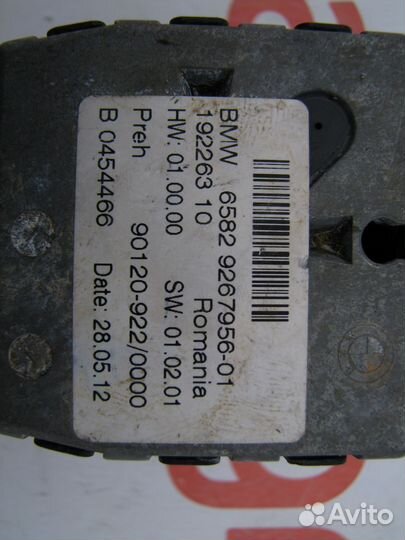 BMW 6582 9267956-01
192263 10 Romania
HW: 01.00.00 SW: 01.02.01
Preh 90120-922/0000
B 0454466 Date: 28.05.12
Avito